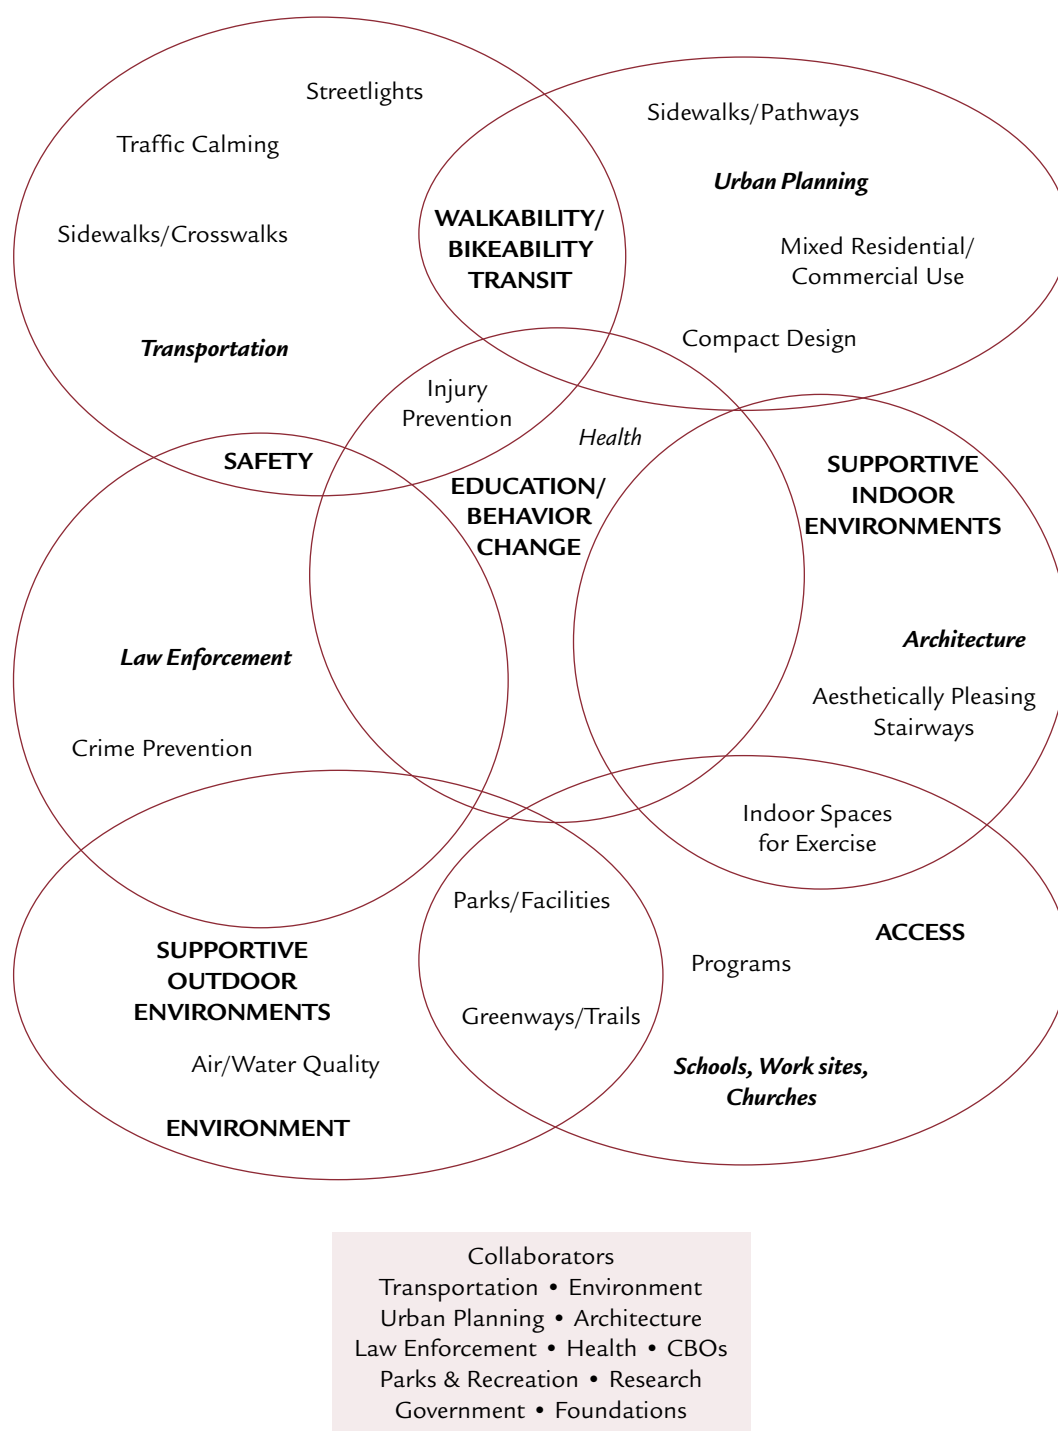 Streetlights
Traffic Calming
Sidewalks/Crosswalks
Transportation
WALKABILITY/
BIKEABILITY
TRANSIT
Sidewalks/Pathways
Urban Planning
Mixed Residential/
Commercial Use
Compact Design
Injury
Prevention
Health
SAFETY
EDUCATION/
BEHAVIOR
CHANGE
SUPPORTIVE
INDOOR
ENVIRONMENTS
Law Enforcement
Crime Prevention
Architecture
Aesthetically Pleasing
Stairways
Indoor Spaces
for Exercise
Parks/Facilities
Greenways/Trails
ACCESS
Programs
Schools, Work sites,
Churches
SUPPORTIVE
OUTDOOR
ENVIRONMENTS
Air/Water Quality
ENVIRONMENT
Collaborators
Transportation • Environment
Urban Planning • Architecture
Law Enforcement • Health • CBOs
Parks & Recreation • Research
Government • Foundations